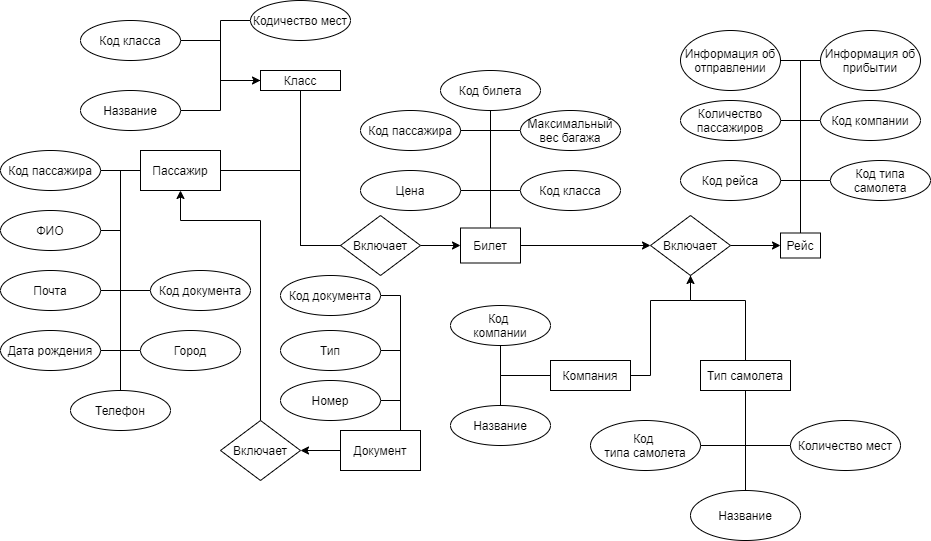 Кодичество мест
Код класса
Класс
Название
Информация об
отправлении
Информация об
прибытии
Код билета
Количество
пассажиров
Код компании
Код пассажира
Максимальный
вес багажа
Код пассажира
Пассажир
Код рейса
Код типа
самолета
Цена
Код класса
ФИО
Включает
Билет
Включает
Рейс
Почта
Код документа
Код документа
Код
компании
Дата рождения
Город
Тип
Компания
Тип самолета
Номер
Телефон
Название
Включает
Документ
Код
типа самолета
Количество мест
Название